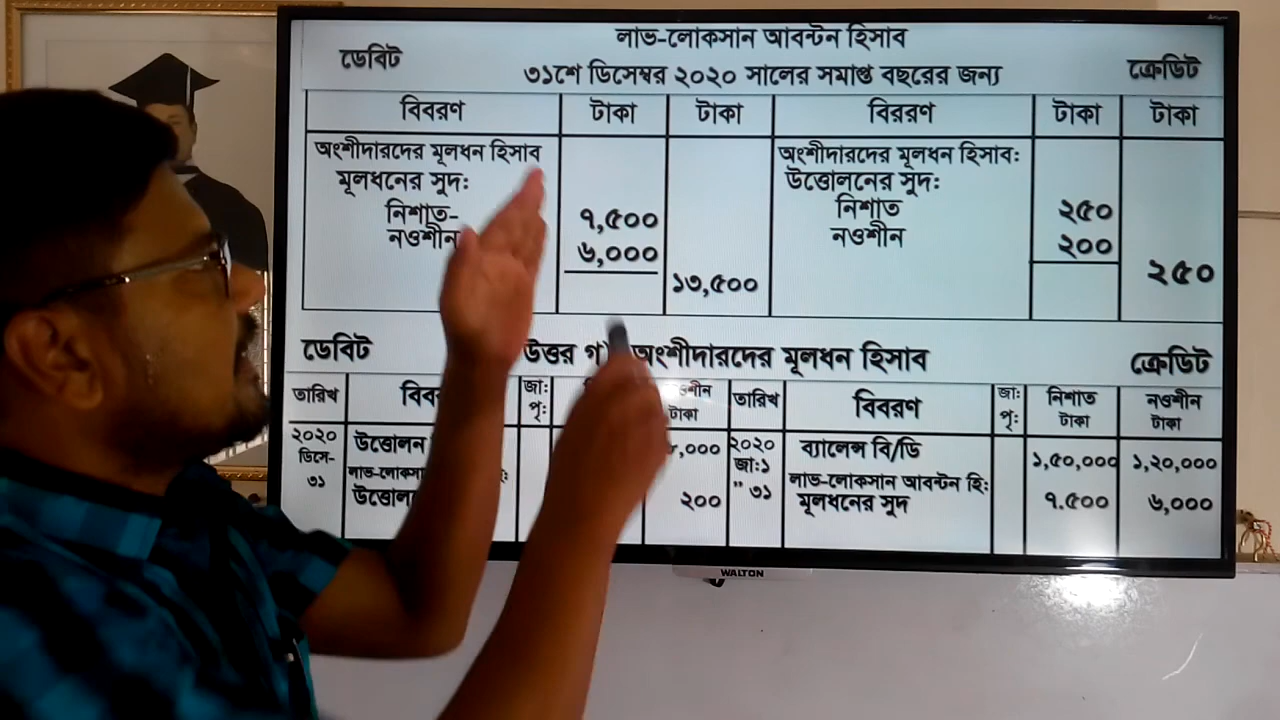 লাভ-লোকসান আবন্টন হিসাব
ডেবিট ৩১শে ডিসেম্বর ২০২০ সালের সমাপ্ত বছরের জন্য ক্রেডিট
বিবরণ টাকা টাকা বিররণ টাকা টাকা
অংশীদারদের মূলধন হিসাব অংশীদারদের মূলধন হিসাব:
মূলধনের সুদ: উত্তোলনের সুদ:
নিশাত- ৭,৫০০ নিশাত ২৫০
নওশীন ৬,০০০ নওশীন ২০০
১৩,৫০০ ২৫০
ডেবিট উত্তর গ) অংশীদারদের মূলধন হিসাব ক্রেডিট
তারিখ জা: পৃ: টাকা তারিখ বিবরণ জা: পৃ: নিশাত টাকা নওশীন টাকা
২০২০ উত্তোলন ২০২০ ব্যালেন্স বি/ডি ১,৫০,০০০ ১,২০,০০০
ডিসে- জা:১ লাভ-লোকসান আবন্টন হি:
৩১ ২০০ " ৩১ মূলধনের সুদ ৭.৫০০ ৬,০০০
WALTON